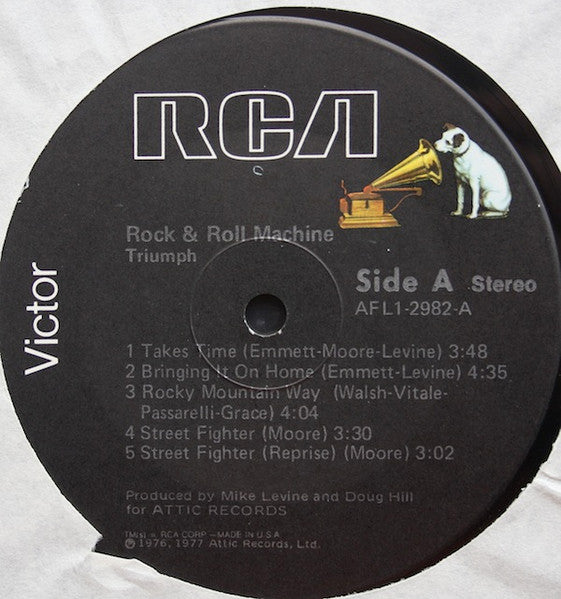 RCA
Rock & Roll Machine
Triumph
Side A Stereo
AFL1-2982-A
Victor
1 Takes Time (Emmett-Moore-Levine) 3:48
2 Bringing It On Home (Emmett-Levine) 4:35
3 Rocky Mountain Way (Walsh-Vitale-
Passarelli-Grace) 4:04
4 Street Fighter (Moore) 3:30
5 Street Fighter (Reprise) (Moore) 3:02
Produced by Mike Levine and Doug Hill
for ATTIC RECORDS
TM(s) ® RCA CORP – MADE IN U.S.A
℗ 1976, 1977 Attic Records, Ltd.